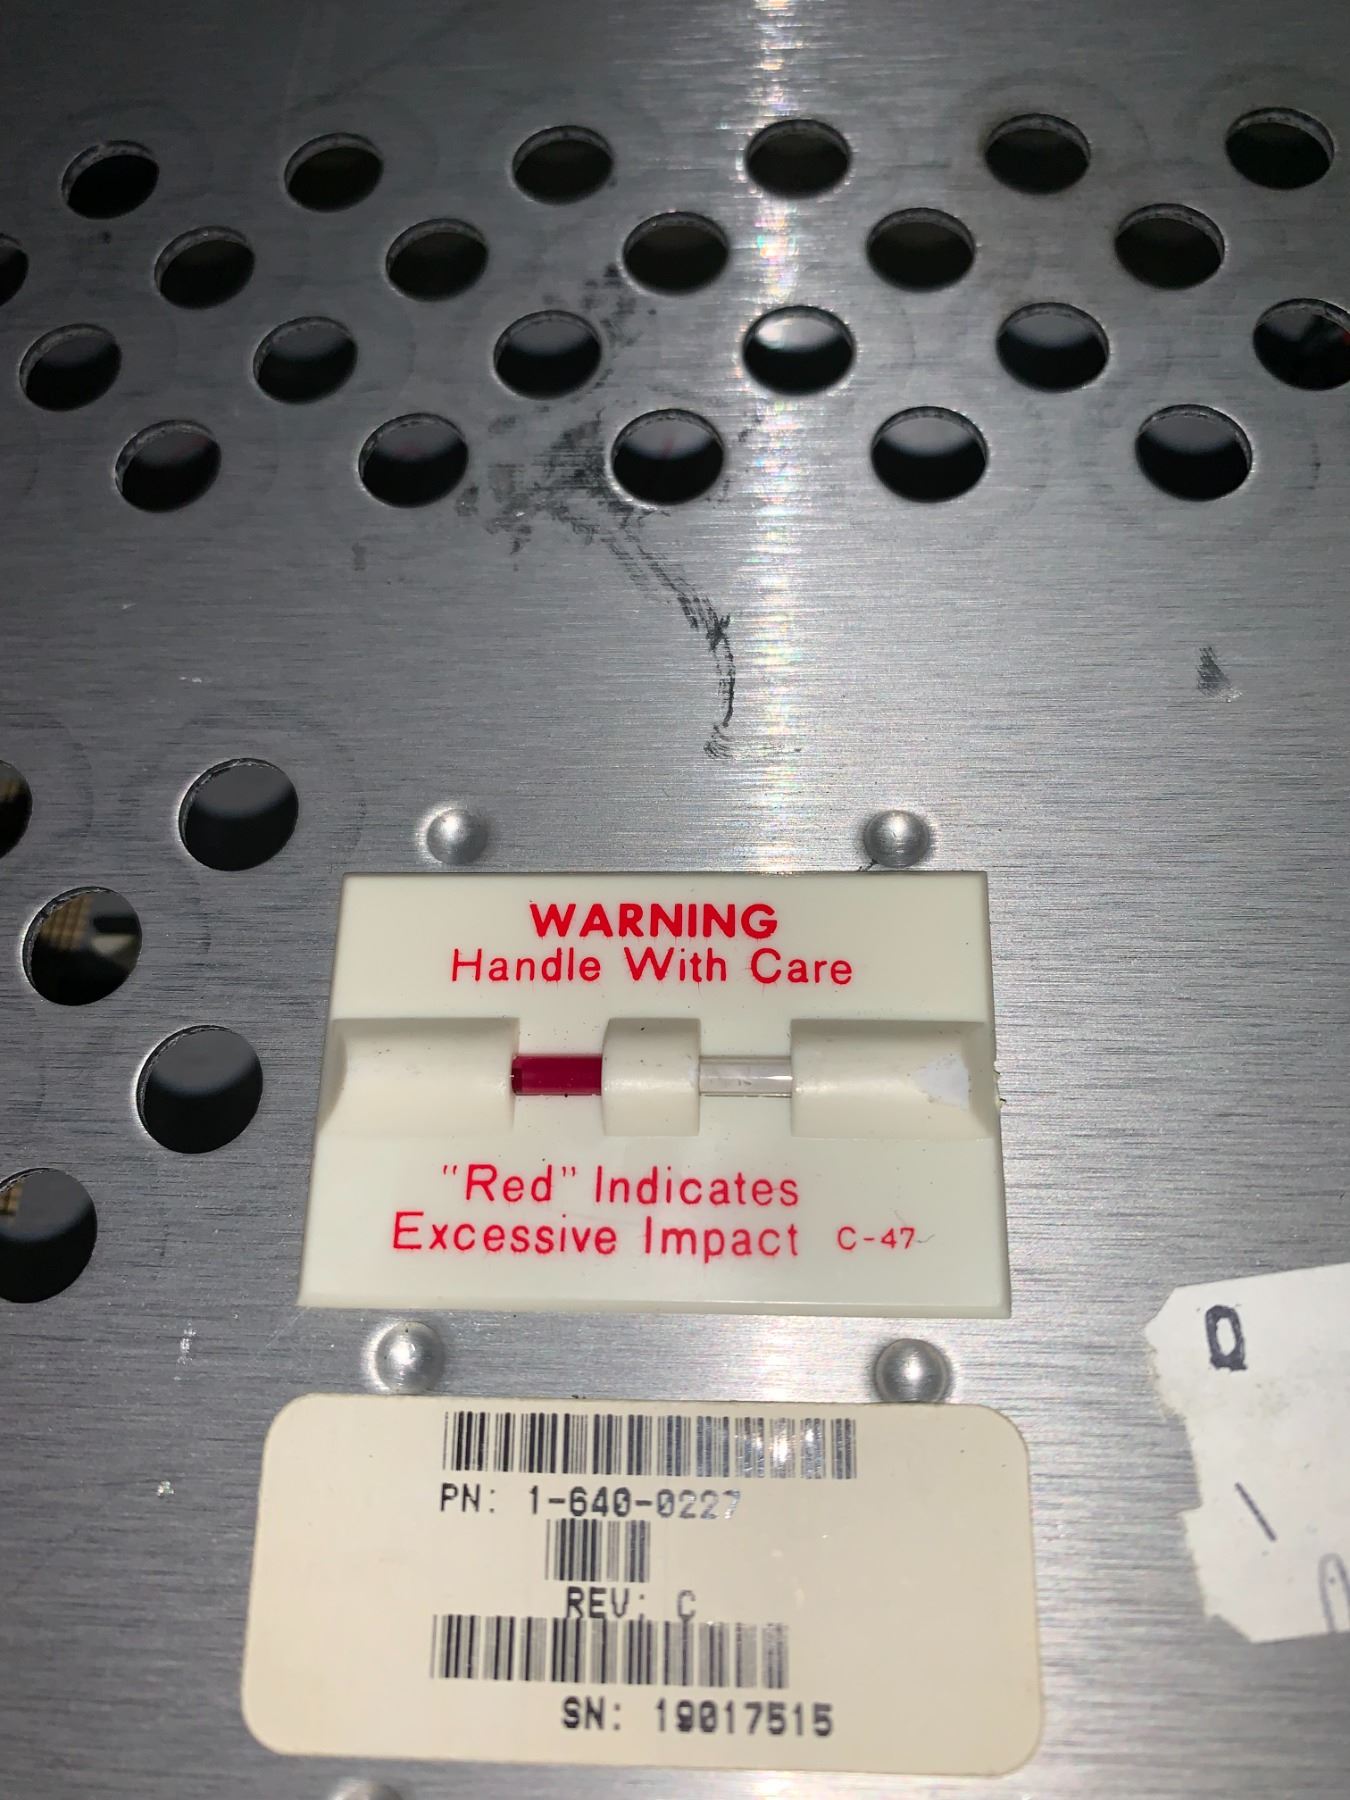 WARNING
Handle With Care
"Red" Indicates
Excessive Impact C-47
PN: 1-640-0227
REV: C
SN: 19017515